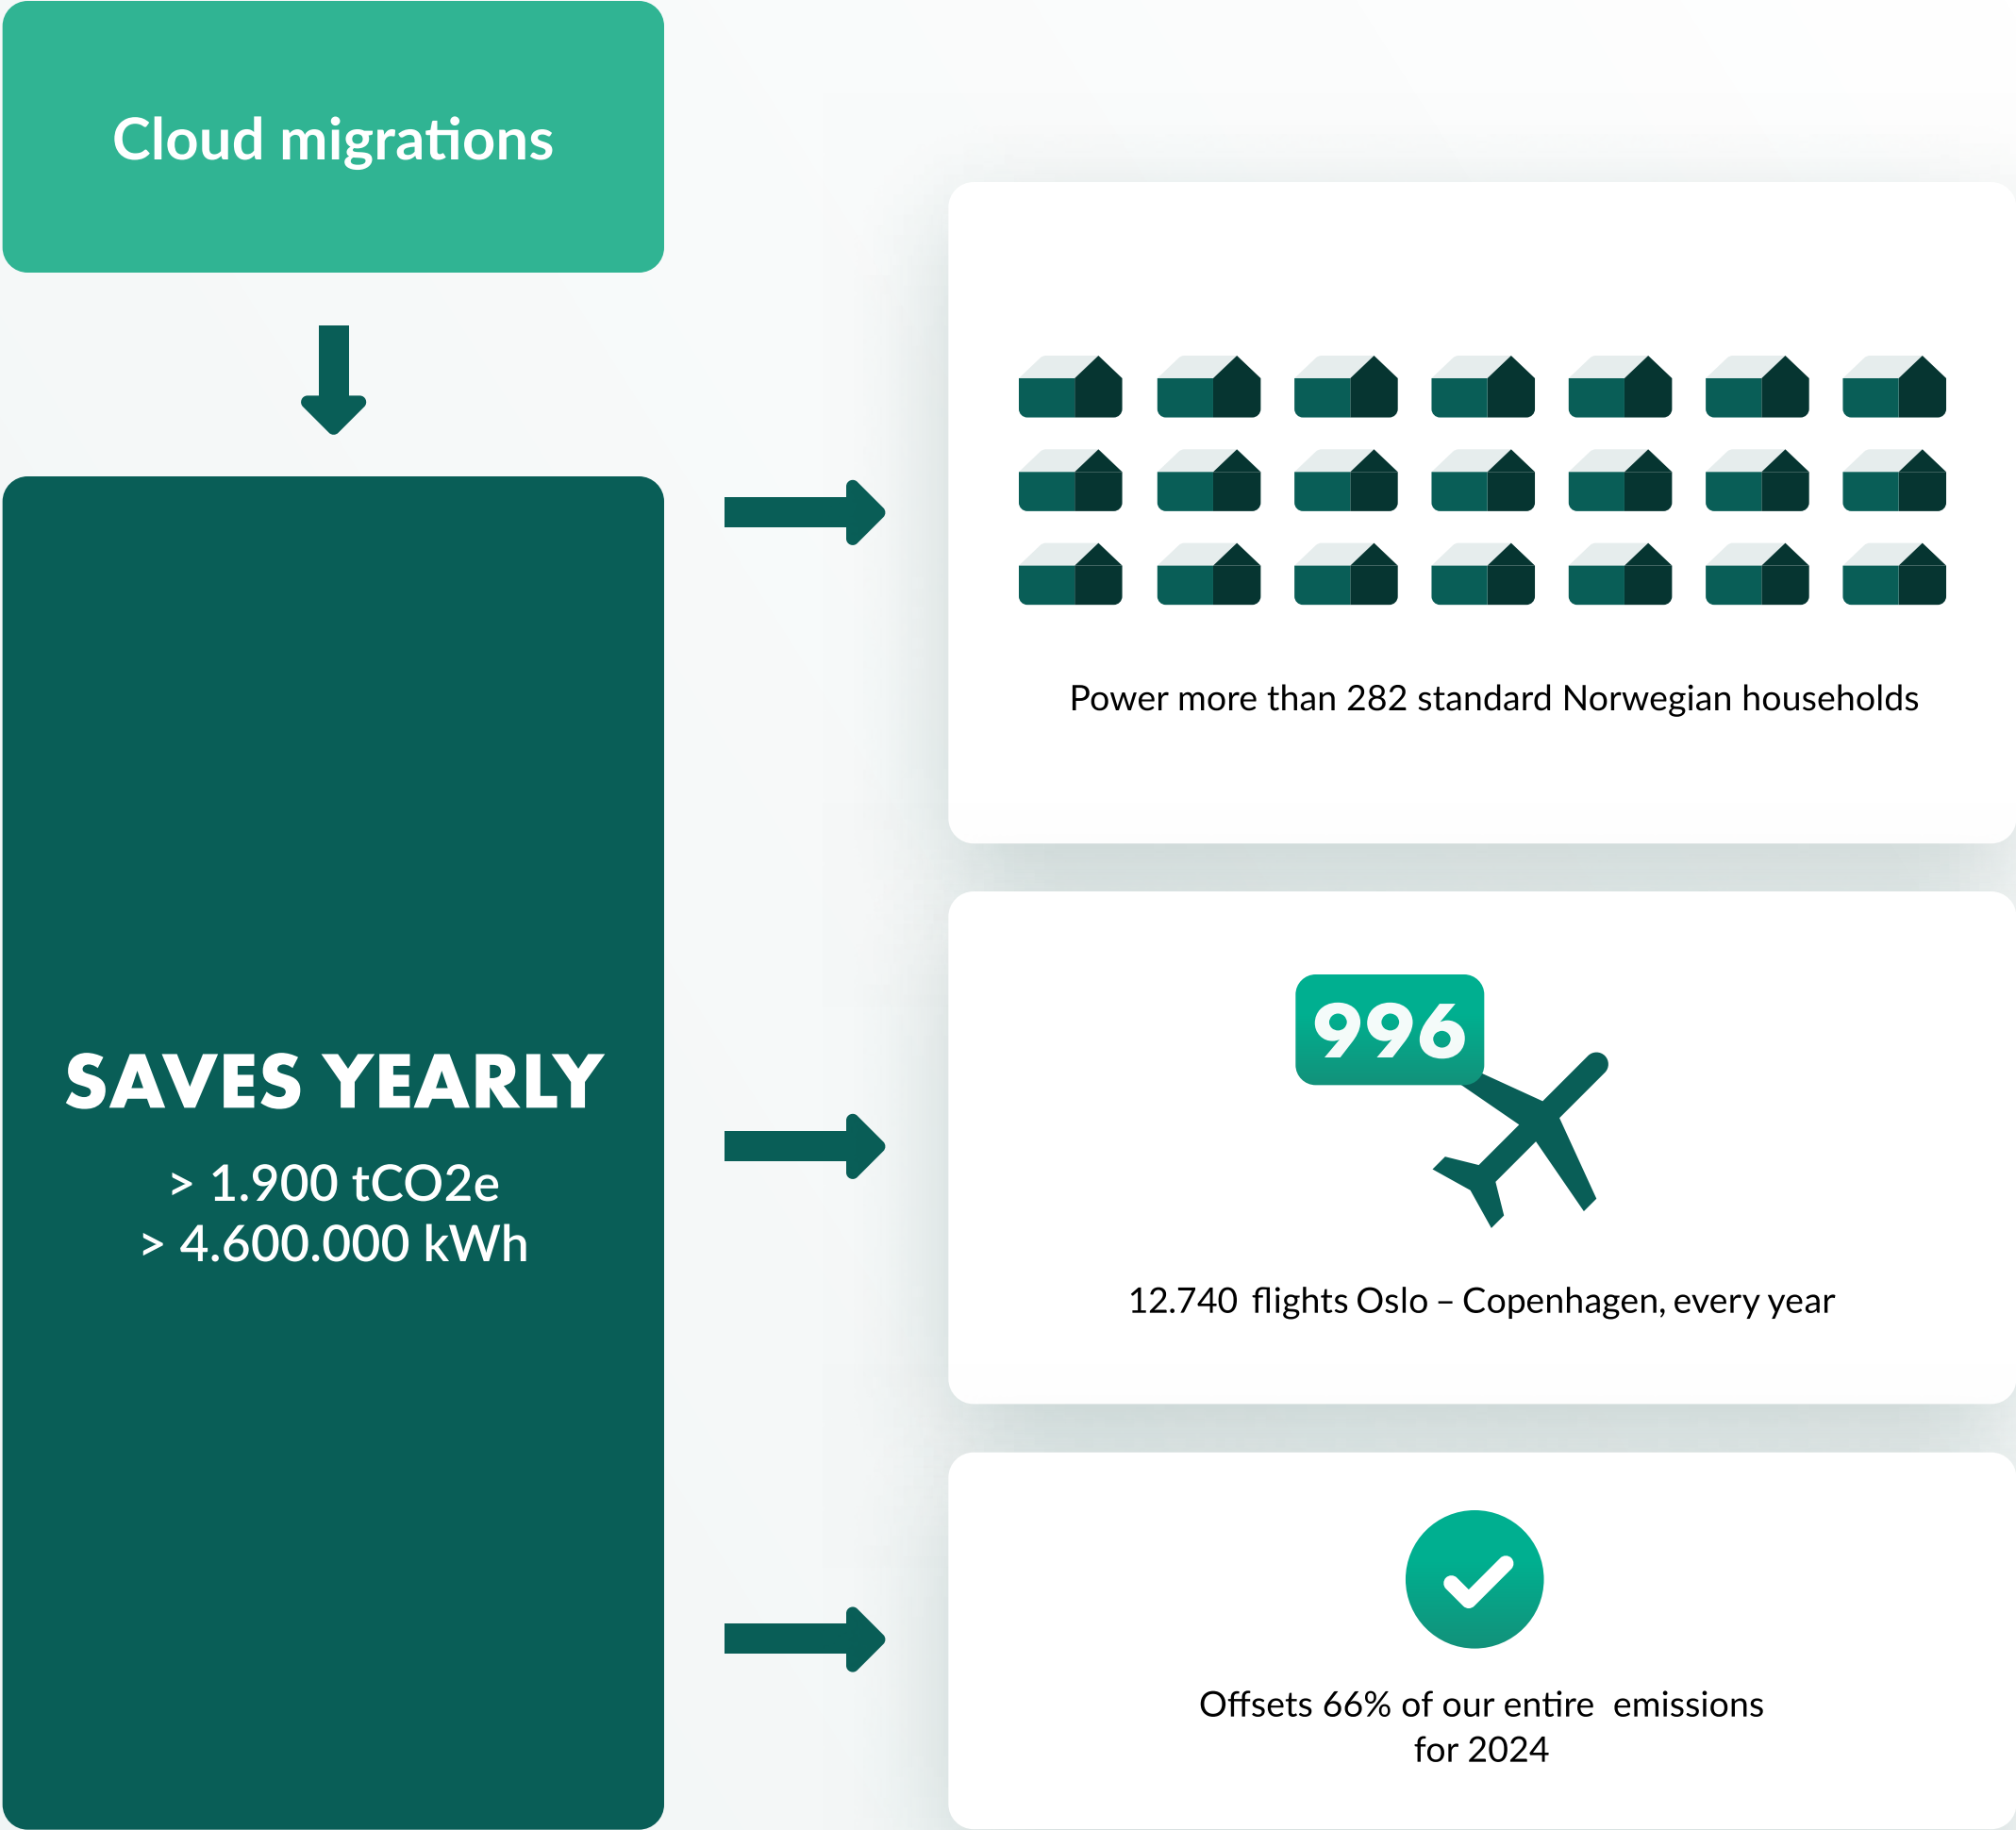 Cloud migrations
SAVES YEARLY
> 1.900 tCO2e
> 4.600.000 kWh
Power more than 282 standard Norwegian households
996
12.740 flights Oslo – Copenhagen, every year
Offsets 66% of our entire emissions
for 2024